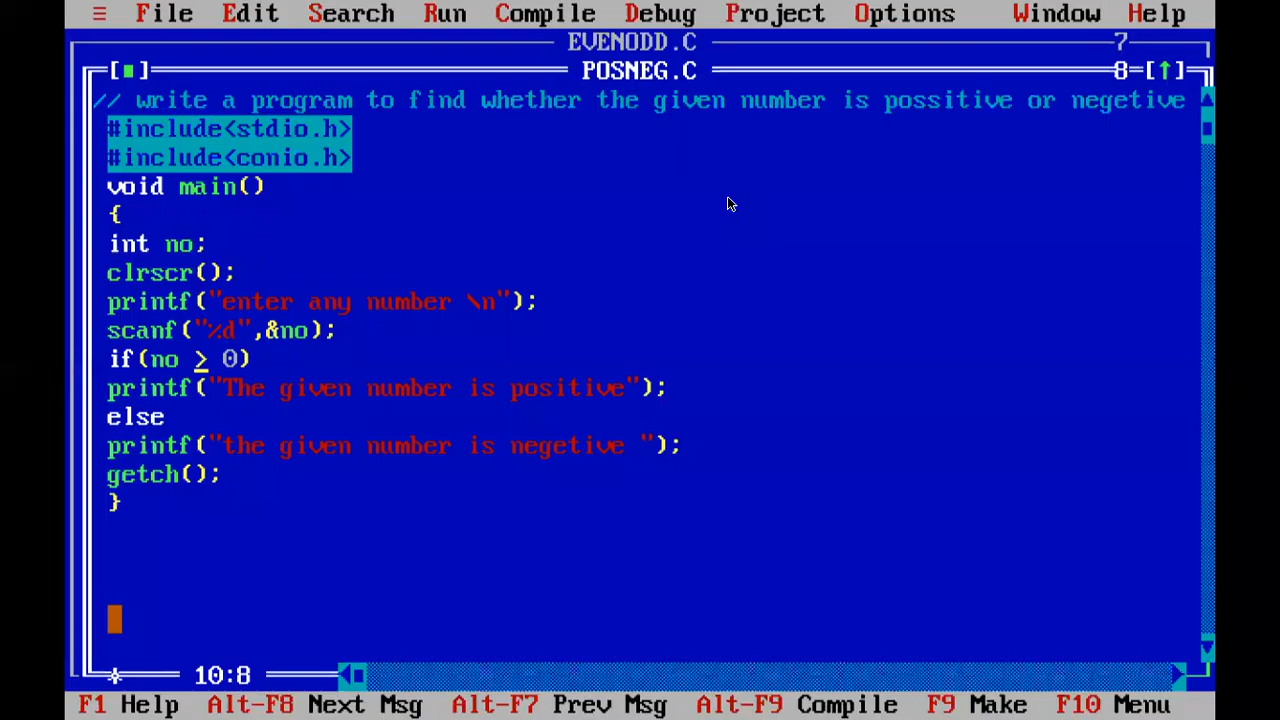 ≡ File Edit Search Run Compile Debug Project Options Window Help
EVENODD.C 7
[■] POSNEG.C 8=[↑]
// write a program to find whether the given number is possitive or negetive
#include<stdio.h>
#include<conio.h>
void main()
{
int no;
clrscr();
printf("enter any number \n");
scanf("%d",&no);
if(no > 0)
printf("The given number is positive");
else
printf("the given number is negetive ");
getch();
}
* 10:8
F1 Help Alt-F8 Next Msg Alt-F7 Prev Msg Alt-F9 Compile F9 Make F10 Menu